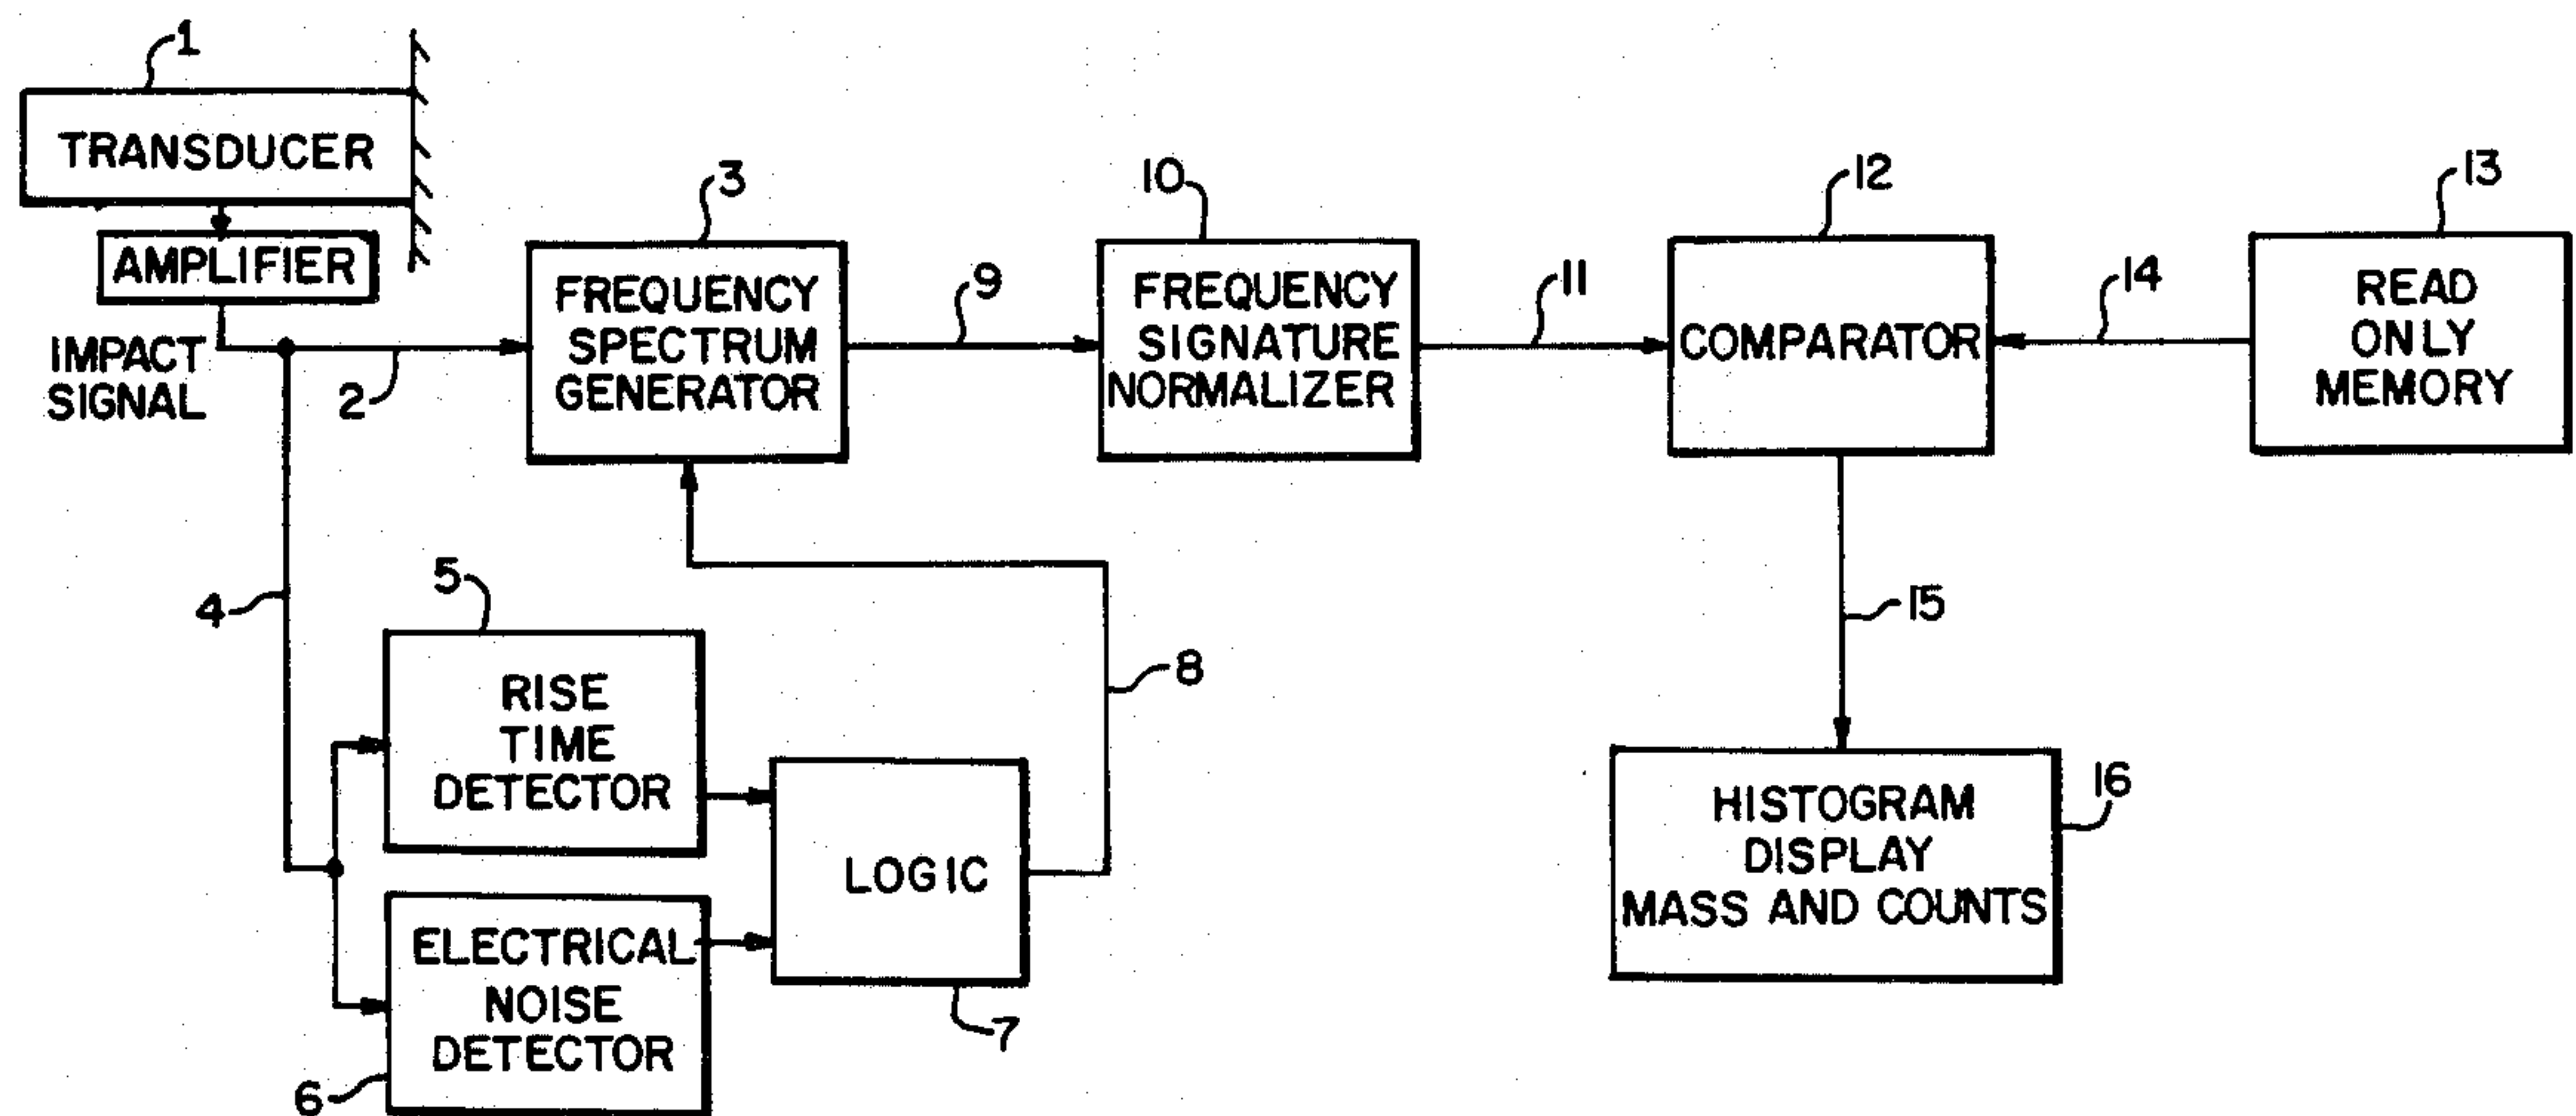 1
TRANSDUCER
AMPLIFIER
IMPACT
SIGNAL
2
3
FREQUENCY
SPECTRUM
GENERATOR
9
10
FREQUENCY
SIGNATURE
NORMALIZER
11
12
COMPARATOR
14
13
READ
ONLY
MEMORY
4
5
RISE
TIME
DETECTOR
6
ELECTRICAL
NOISE
DETECTOR
LOGIC
7
8
15
16
HISTOGRAM
DISPLAY
MASS AND COUNTS